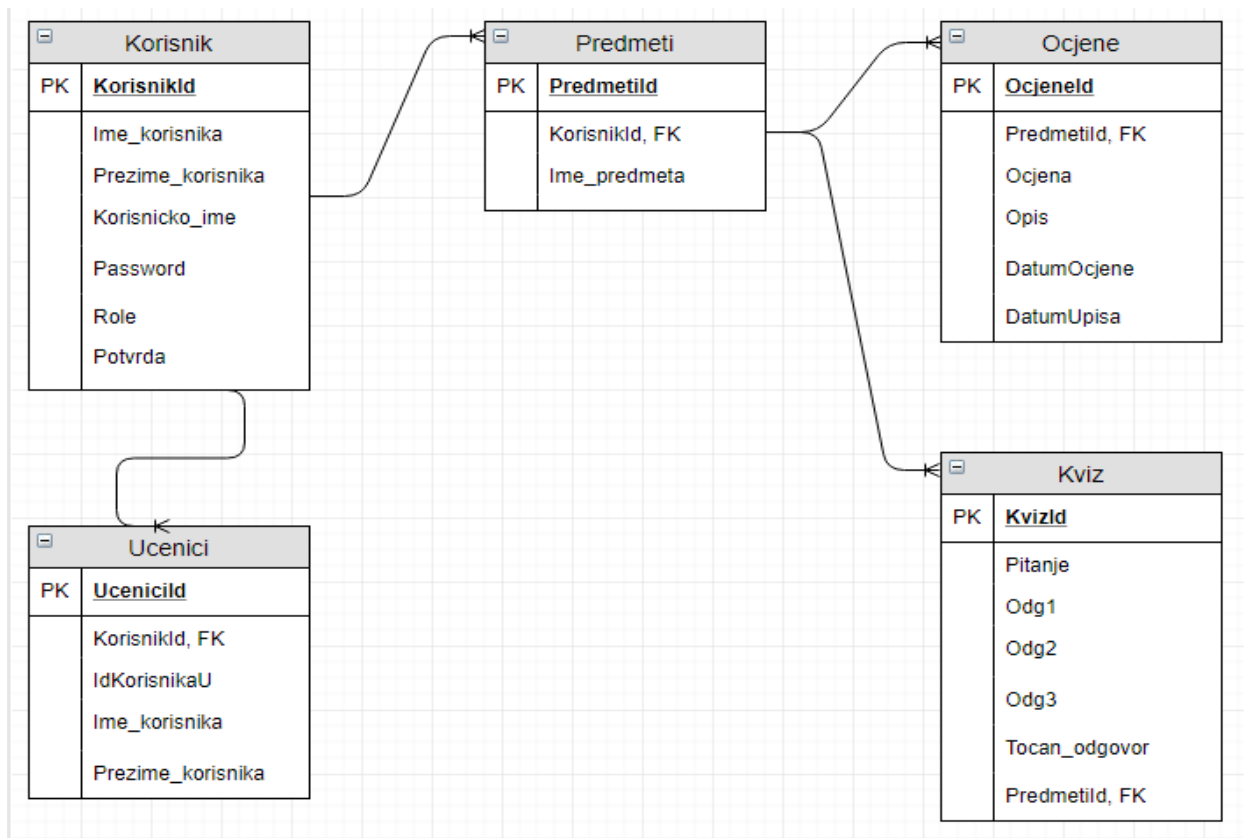 Korisnik
PK KorisnikId
Ime_korisnika
Prezime_korisnika
Korisnicko_ime
Password
Role
Potvrda
Predmeti
PK PredmetiId
KorisnikId, FK
Ime_predmeta
Ocjene
PK OcjeneId
PredmetiId, FK
Ocjena
Opis
DatumOcjene
DatumUpisa
Ucenici
PK UceniciId
KorisnikId, FK
IdKorisnikaU
Ime_korisnika
Prezime_korisnika
Kviz
PK KvizId
Pitanje
Odg1
Odg2
Odg3
Tocan_odgovor
PredmetiId, FK